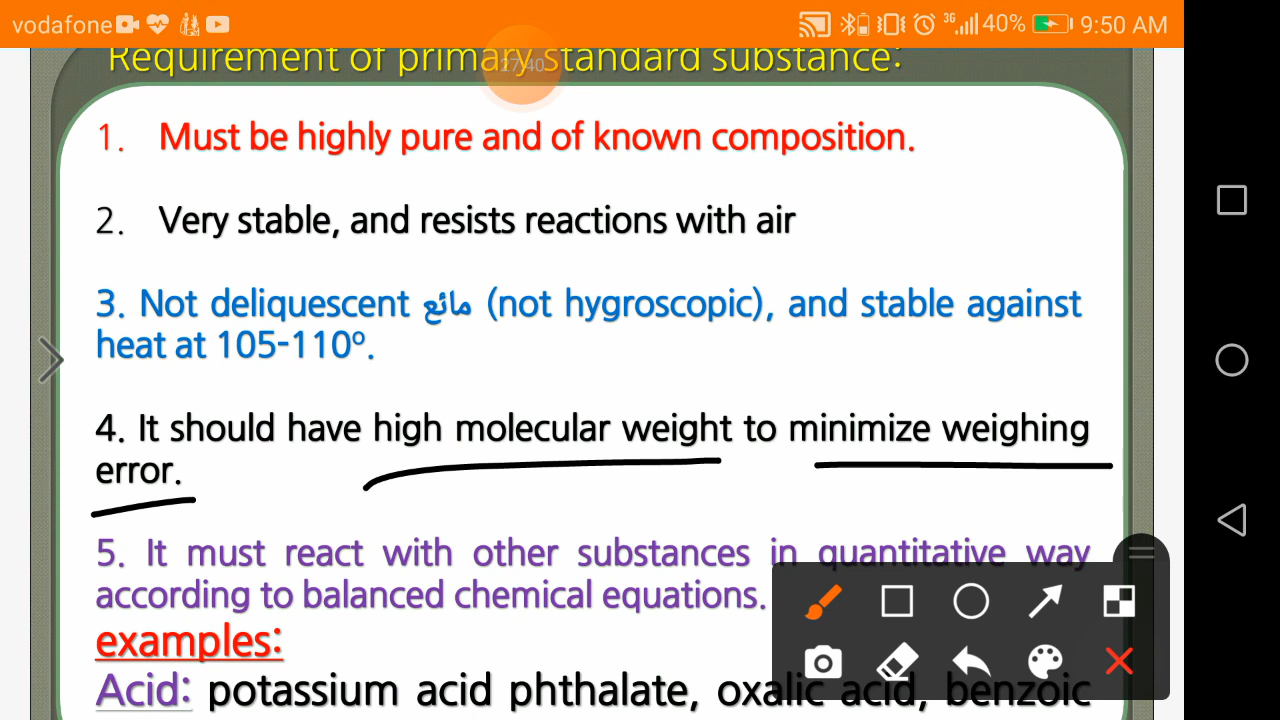 vodafone 3G 40% 9:50 AM
Requirement of primary standard substance:
27:40
1. Must be highly pure and of known composition.
2. Very stable, and resists reactions with air
3. Not deliquescent مائع (not hygroscopic), and stable against
heat at 105-110º.
4. It should have high molecular weight to minimize weighing
error.
5. It must react with other substances in quantitative way
according to balanced chemical equations.
examples:
Acid: potassium acid phthalate, oxalic acid, benzoic